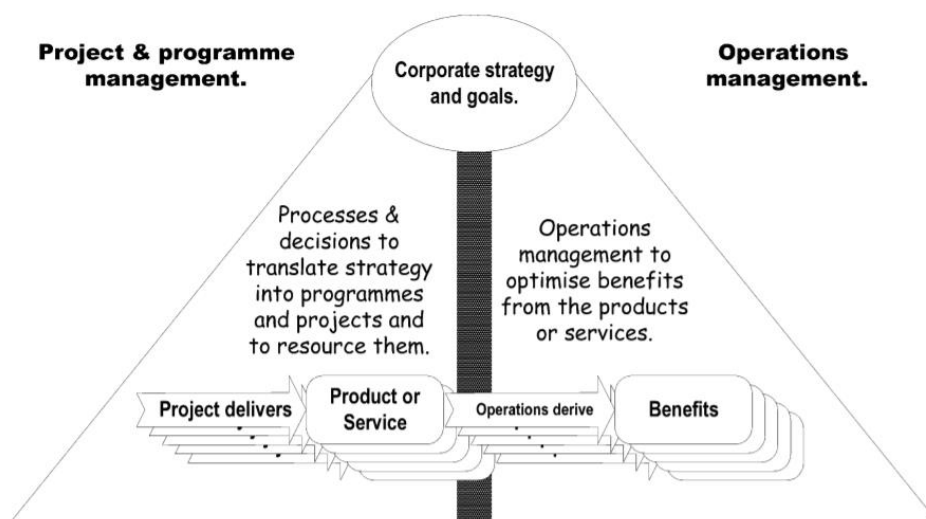 Project & programme
management.
Corporate strategy
and goals.
Operations
management.
Processes &
decisions to
translate strategy
into programmes
and projects and
to resource them.
Operations
management to
optimise benefits
from the products
or services.
Project delivers
Product or
Service
Operations derive
Benefits